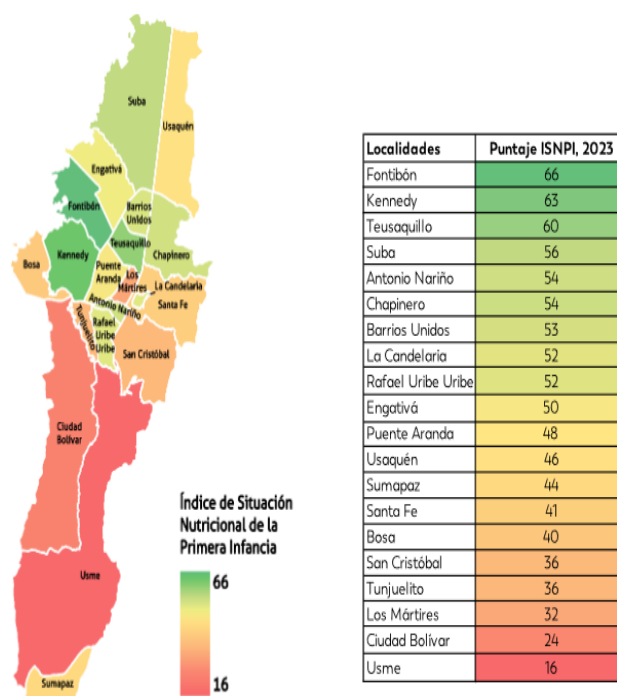 Suba
Usaquén
Engativá
Fontibón
Barrios
Unidos
Teusaquillo
Chapinero
Kennedy
Bosa
Puente
Aranda
Los
Mártires
La Candelaria
Santa Fe
Antonio Nariño
Tunjuelito
Rafael
Uribe
Uribe
San Cristóbal
Ciudad
Bolívar
Usme
Sumapaz
Índice de Situación
Nutricional de la
Primera Infancia
66
16
Localidades Puntaje ISNPI, 2023
Fontibón 66
Kennedy 63
Teusaquillo 60
Suba 56
Antonio Nariño 54
Chapinero 54
Barrios Unidos 53
La Candelaria 52
Rafael Uribe Uribe 52
Engativá 50
Puente Aranda 48
Usaquén 46
Sumapaz 44
Santa Fe 41
Bosa 40
San Cristóbal 36
Tunjuelito 36
Los Mártires 32
Ciudad Bolívar 24
Usme 16